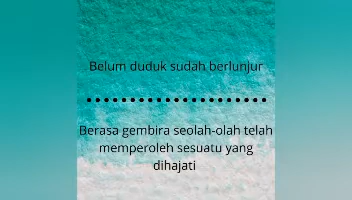 Belum duduk sudah berlunjur
Berasa gembira seolah-olah telah
memperoleh sesuatu yang
dihajati